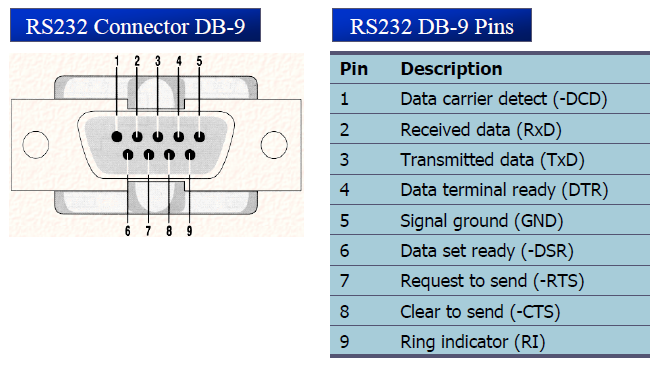 RS232 Connector DB-9
1 2 3 4 5
6 7 8 9
RS232 DB-9 Pins
Pin Description
1 Data carrier detect (-DCD)
2 Received data (RxD)
3 Transmitted data (TxD)
4 Data terminal ready (DTR)
5 Signal ground (GND)
6 Data set ready (-DSR)
7 Request to send (-RTS)
8 Clear to send (-CTS)
9 Ring indicator (RI)